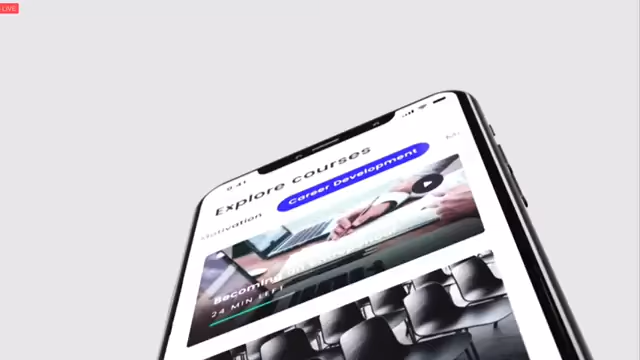 LIVE
9:41
Explore courses
Motivation
Career Development
Becoming
24 MIN LEFT